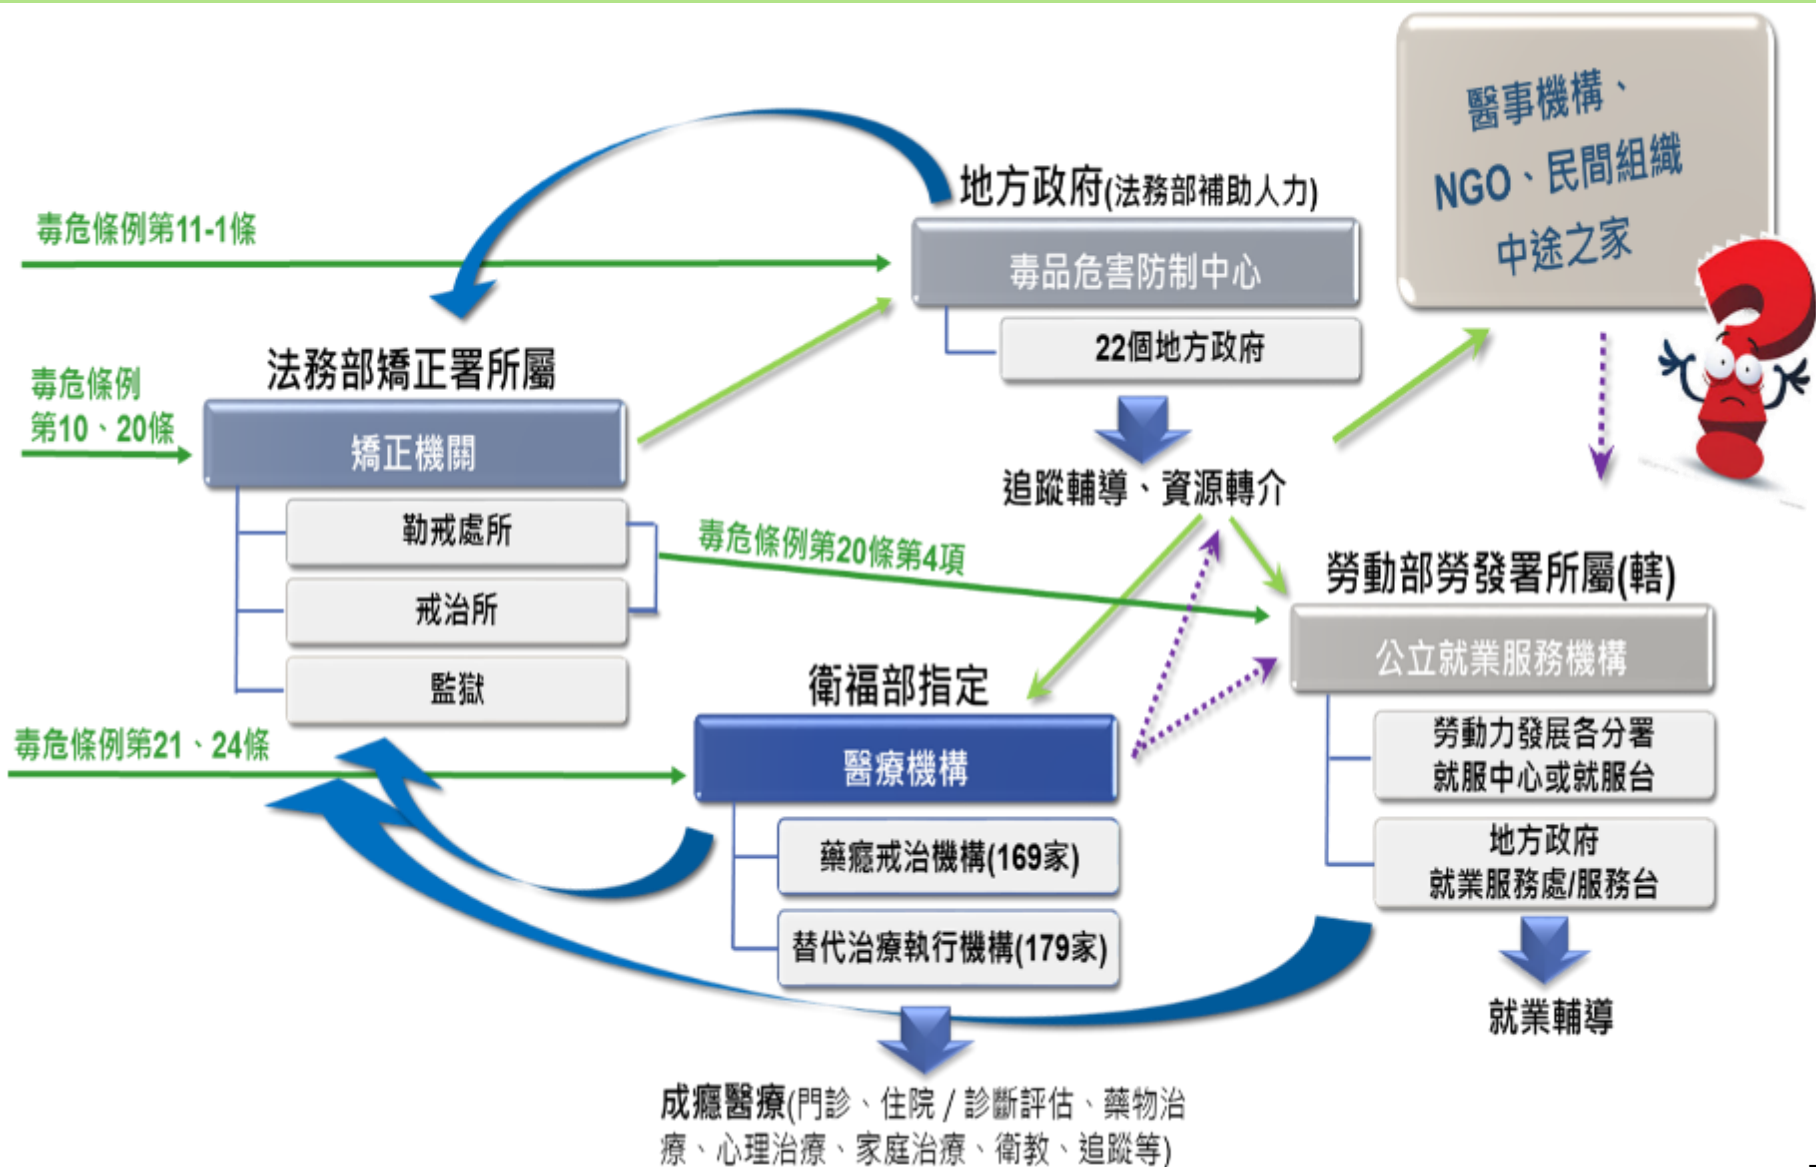 醫事機構、
NGO、民間組織
中途之家
地方政府(法務部補助人力)
毒品危害防制中心
22個地方政府
追蹤輔導、資源轉介
毒危條例第11-1條
法務部矯正署所屬
毒危條例
第10、20條
矯正機關
勒戒處所
戒治所
監獄
毒危條例第20條第4項
勞動部勞發署所屬(轄)
公立就業服務機構
勞動力發展各分署
就服中心或就服台
地方政府
就業服務處/服務台
就業輔導
毒危條例第21、24條
衛福部指定
醫療機構
藥癮戒治機構(169家)
替代治療執行機構(179家)
成癮醫療(門診、住院 / 診斷評估、藥物治
療、心理治療、家庭治療、衛教、追蹤等)